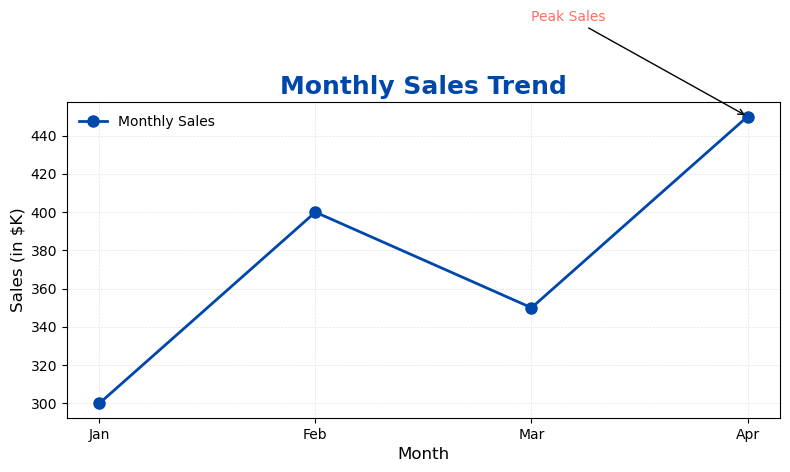 Peak Sales
Monthly Sales Trend
Monthly Sales
440
420
400
380
360
340
320
300
Sales (in $K)
Jan Feb Mar Apr
Month